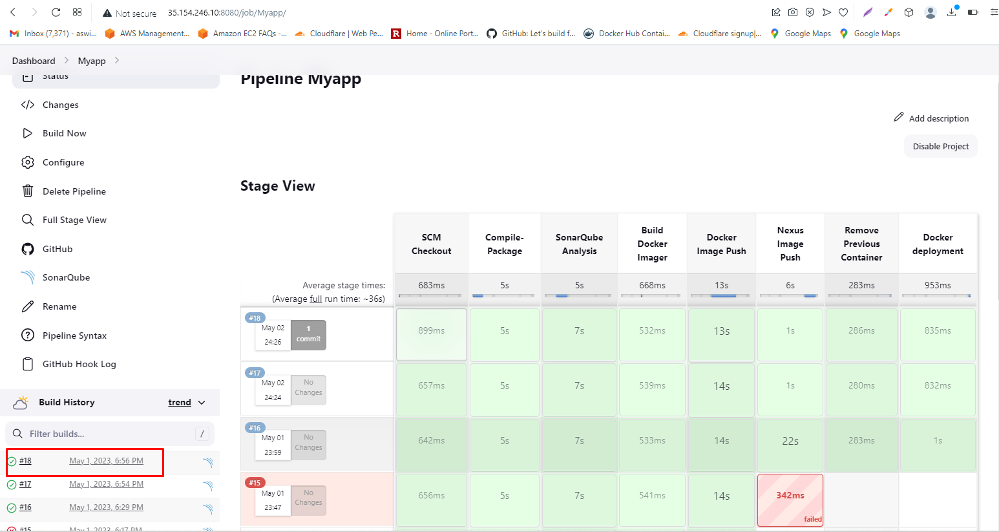 Not secure 35.154.246.10:8080/job/Myapp/
Inbox (7,371) - aswi... AWS Management... Amazon EC2 FAQs -... Cloudflare | Web Pe... R Home - Online Port... GitHub: Let's build f... Docker Hub Contai... Cloudflare signup|... Google Maps Google Maps
Dashboard Myapp
Status
Changes
Build Now
Configure
Delete Pipeline
Full Stage View
GitHub
SonarQube
Rename
Pipeline Syntax
GitHub Hook Log
Build History trend
Filter builds... /
#18 May 1, 2023, 6:56 PM
#17 May 1, 2023, 6:54 PM
#16 May 1, 2023, 6:29 PM
#15 May 1, 2023, 6:17 PM
Pipeline Myapp
Add description
Disable Project
Stage View
SCM
Checkout
Compile-
Package
SonarQube
Analysis
Build
Docker
Imager
Docker
Image Push
Nexus
Image
Push
Remove
Previous
Container
Docker
deployment
Average stage times:
(Average full run time: ~36s)
683ms 5s 5s 668ms 13s 6s 283ms 953ms
#18
May 02
24:26
1
commit
899ms 5s 7s 532ms 13s 1s 286ms 835ms
#17
May 02
24:24
No
Changes
657ms 5s 7s 539ms 14s 1s 280ms 832ms
#16
May 01
23:59
No
Changes
642ms 5s 7s 533ms 14s 22s 283ms 1s
#15
May 01
23:47
No
Changes
656ms 5s 7s 541ms 14s 342ms
failed